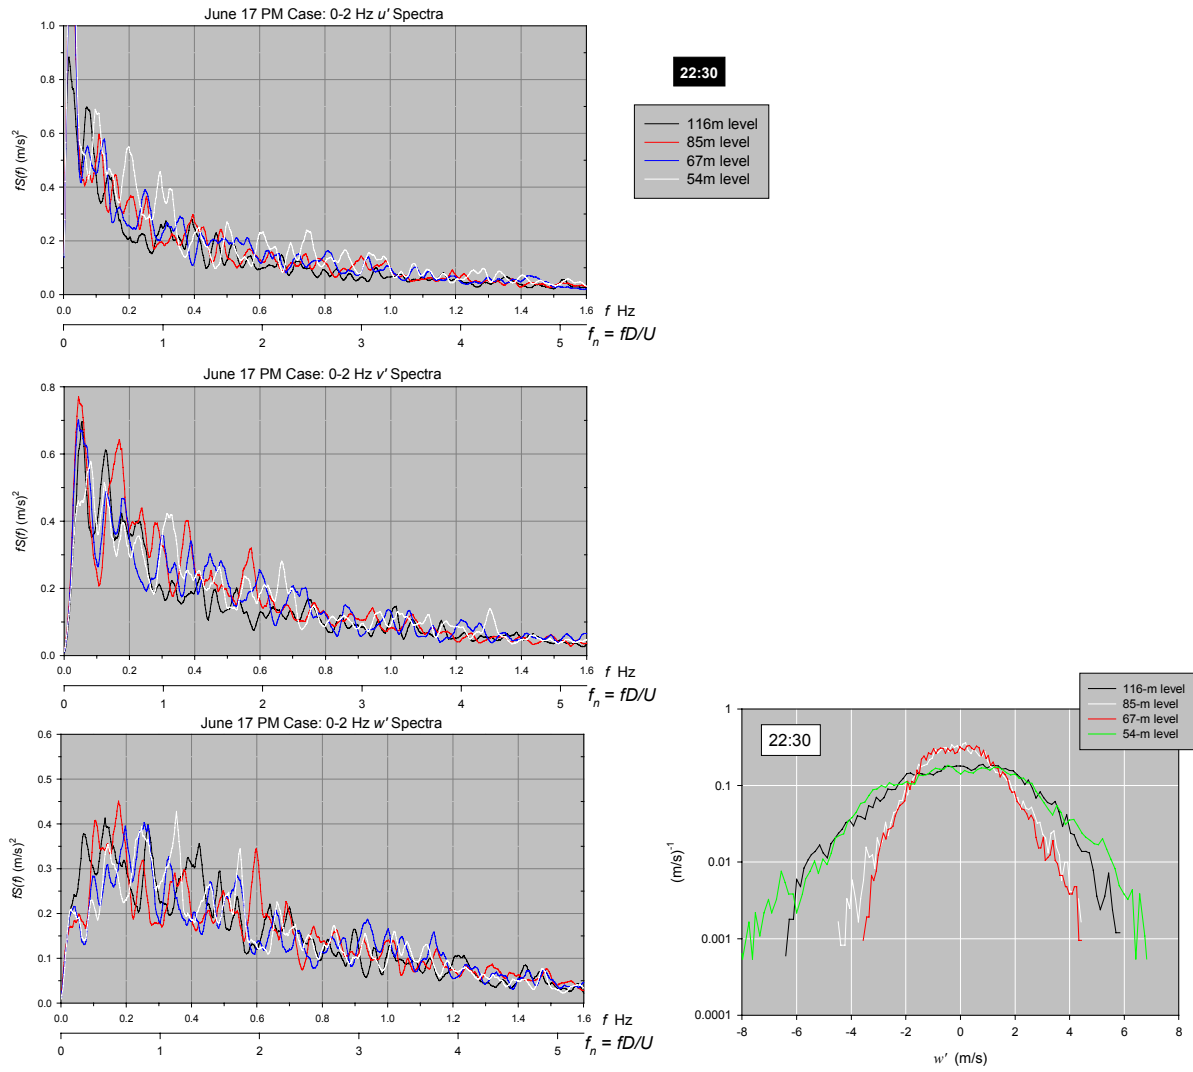 June 17 PM Case: 0-2 Hz u' Spectra
1.0
0.8
0.6
0.4
0.2
0.0
fS(f) (m/s)²
0.0 0.2 0.4 0.6 0.8 1.0 1.2 1.4 1.6
f Hz
0 1 2 3 4 5
fₙ = fD/U
22:30
116m level
85m level
67m level
54m level
June 17 PM Case: 0-2 Hz v' Spectra
0.8
0.6
0.4
0.2
0.0
fS(f) (m/s)²
0.0 0.2 0.4 0.6 0.8 1.0 1.2 1.4 1.6
f Hz
0 1 2 3 4 5
fₙ = fD/U
June 17 PM Case: 0-2 Hz w' Spectra
0.6
0.5
0.4
0.3
0.2
0.1
0.0
fS(f) (m/s)²
0.0 0.2 0.4 0.6 0.8 1.0 1.2 1.4 1.6
f Hz
0 1 2 3 4 5
fₙ = fD/U
116-m level
85-m level
67-m level
54-m level
22:30
1
0.1
0.01
0.001
0.0001
(m/s)⁻¹
-8 -6 -4 -2 0 2 4 6 8
w' (m/s)